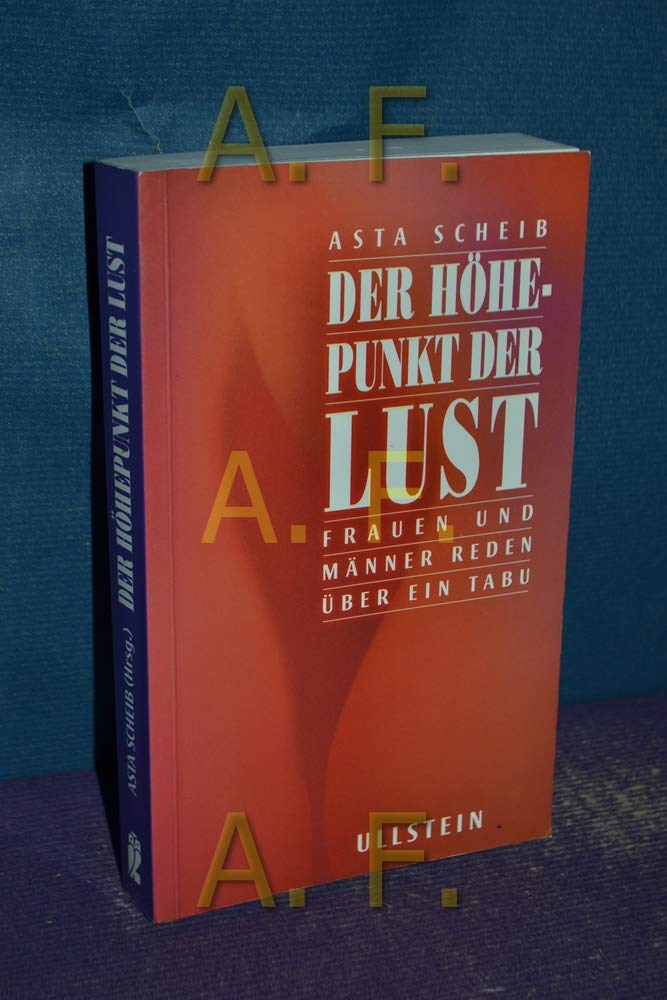 A. F.
ASTA SCHEIB
DER HÖHE-
PUNKT DER
LUST
A. F.
FRAUEN UND
MÄNNER REDEN
ÜBER EIN TABU
ULLSTEIN
A. F.
ASTA SCHEIB (Hrsg.) DER HÖHEPUNKT DER LUST